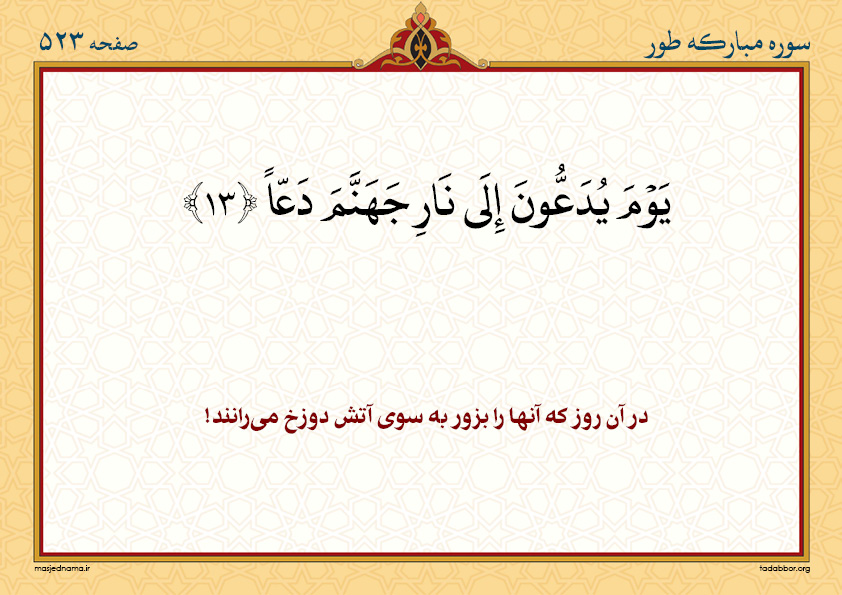 سوره مبارکه طور
صفحه ۵۲۳
يَوْمَ يُدَعُّونَ إِلَى نَارِ جَهَنَّمَ دَعّاً ﴿۱۳﴾
در آن روز که آنها را بزور به سوی آتش دوزخ می‌رانند!
masjednama.ir
tadabbor.org